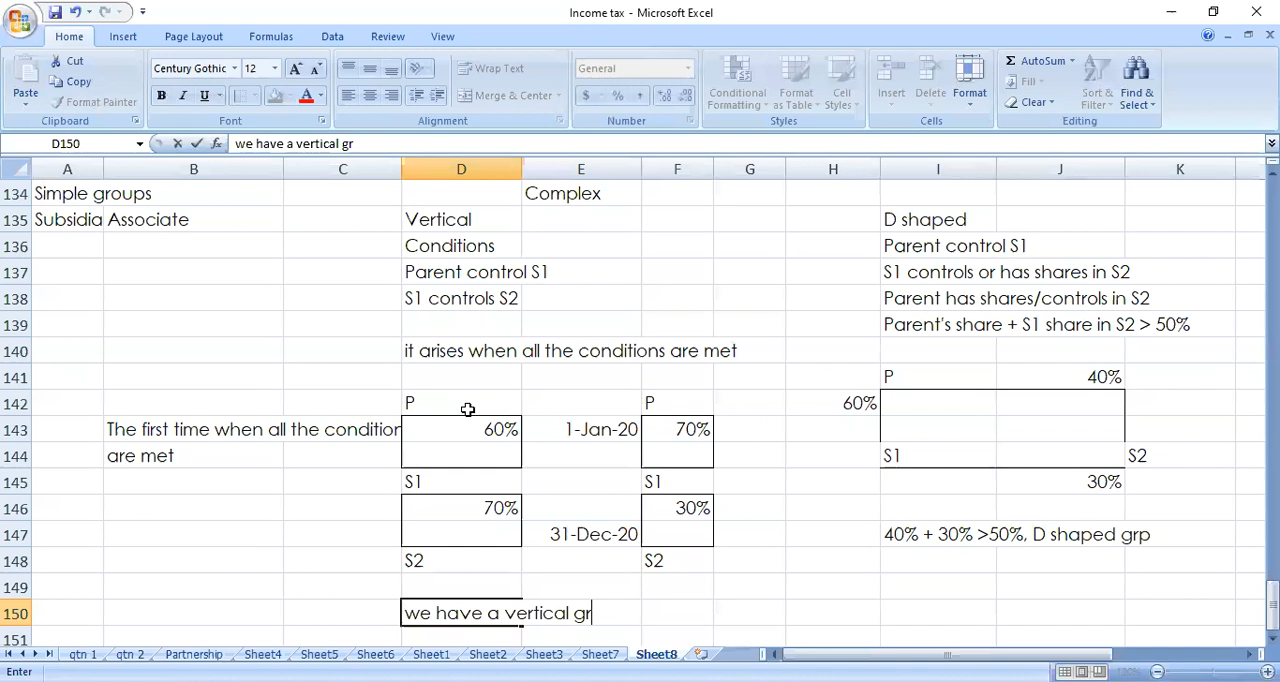 Income tax - Microsoft Excel
Home Insert Page Layout Formulas Data Review View
Paste Cut Copy Format Painter Clipboard
Century Gothic 12 A A B I U A Font
Wrap Text Merge & Center Alignment
General $ % , Number
Conditional Formatting Format as Table Cell Styles Styles
Insert Delete Format Cells
Σ AutoSum Fill Clear Sort & Filter Find & Select Editing
D150 fx we have a vertical gr
A B C D E F G H I J K
134 Simple groups Complex
135 Subsidia Associate Vertical D shaped
136 Conditions Parent control S1
137 Parent control S1 S1 controls or has shares in S2
138 S1 controls S2 Parent has shares/controls in S2
139 Parent's share + S1 share in S2 > 50%
140 it arises when all the conditions are met
141 P 40%
142 P P 60%
143 The first time when all the condition 60% 1-Jan-20 70%
144 are met S1 S2
145 S1 S1 30%
146 70% 30%
147 31-Dec-20 40% + 30% >50%, D shaped grp
148 S2 S2
149
150 we have a vertical gr
151
qtn 1 qtn 2 Partnership Sheet4 Sheet5 Sheet6 Sheet1 Sheet2 Sheet3 Sheet7 Sheet8
Enter